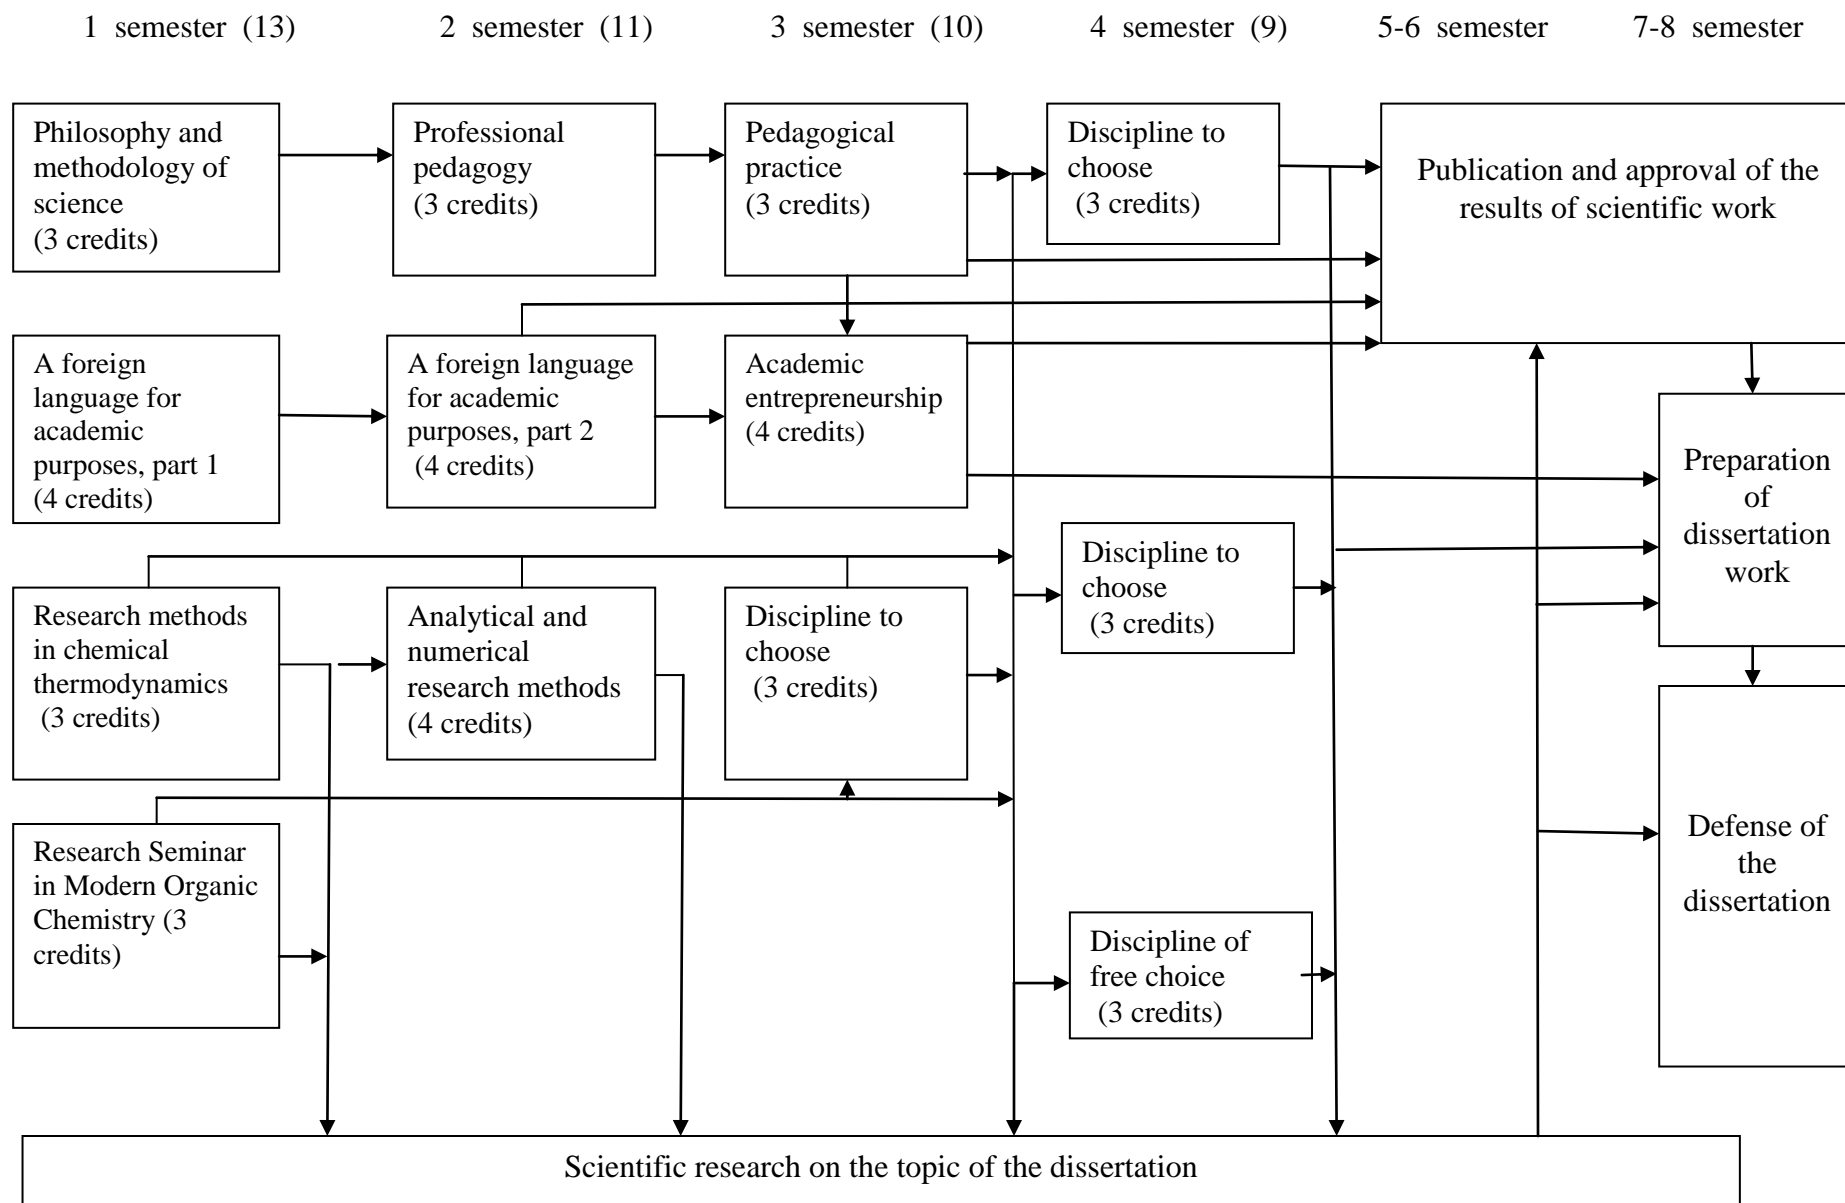 1 semester (13)
2 semester (11)
3 semester (10)
4 semester (9)
5-6 semester
7-8 semester
Philosophy and
methodology of
science
(3 credits)
Professional
pedagogy
(3 credits)
Pedagogical
practice
(3 credits)
Discipline to
choose
(3 credits)
Publication and approval of the
results of scientific work
A foreign
language for
academic
purposes, part 1
(4 credits)
A foreign language
for academic
purposes, part 2
(4 credits)
Academic
entrepreneurship
(4 credits)
Preparation
of
dissertation
work
Research methods
in chemical
thermodynamics
(3 credits)
Analytical and
numerical
research methods
(4 credits)
Discipline to
choose
(3 credits)
Discipline to
choose
(3 credits)
Research Seminar
in Modern Organic
Chemistry (3
credits)
Discipline of
free choice
(3 credits)
Defense of
the
dissertation
Scientific research on the topic of the dissertation